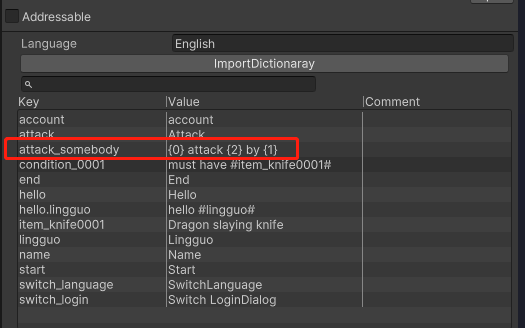 Addressable
Language English
ImportDictionaray
Key Value Comment
account account
attack Attack
attack_somebody {0} attack {2} by {1}
condition_0001 must have #item_knife0001#
end End
hello Hello
hello.lingguo hello #lingguo#
item_knife0001 Dragon slaying knife
lingguo Lingguo
name Name
start Start
switch_language SwitchLanguage
switch_login Switch LoginDialog